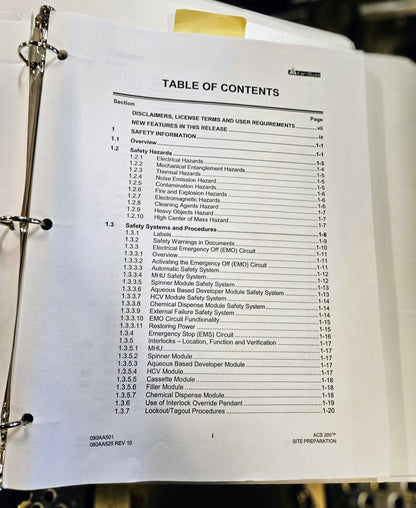 TABLE OF CONTENTS
Section
Page
DISCLAIMERS, LICENSE TERMS AND USER REQUIREMENTS ............ vii
NEW FEATURES IN THIS RELEASE ............ ix
1 SAFETY INFORMATION ............ 1-1
1.1 Overview ............ 1-1
1.2 Safety Hazards ............ 1-3
1.2.1 Electrical Hazards ............ 1-4
1.2.2 Mechanical Entanglement Hazards ............ 1-5
1.2.3 Thermal Hazards ............ 1-5
1.2.4 Noise Emission Hazard ............ 1-5
1.2.5 Contamination Hazards ............ 1-6
1.2.6 Fire and Explosion Hazards ............ 1-6
1.2.7 Electromagnetic Hazards ............ 1-6
1.2.8 Cleaning Agents Hazards ............ 1-7
1.2.9 Heavy Objects Hazard ............ 1-7
1.2.10 High Center of Mass Hazard ............ 1-7
1.3 Safety Systems and Procedures ............ 1-8
1.3.1 Labels ............ 1-9
1.3.2 Safety Warnings in Documents ............ 1-10
1.3.3 Electrical Emergency Off (EMO) Circuit ............ 1-11
1.3.3.1 Overview ............ 1-11
1.3.3.2 Activating the Emergency Off (EMO) Circuit ............ 1-11
1.3.3.3 Automatic Safety System ............ 1-12
1.3.3.4 MHU Safety System ............ 1-12
1.3.3.5 Spinner Module Safety System ............ 1-13
1.3.3.6 Aqueous Based Developer Module Safety System ............ 1-13
1.3.3.7 HCV Module Safety System ............ 1-14
1.3.3.8 Chemical Dispense Module Safety System ............ 1-14
1.3.3.9 External Failure Safety System ............ 1-14
1.3.3.10 EMO Circuit Functionality ............ 1-15
1.3.3.11 Restoring Power ............ 1-15
1.3.4 Emergency Stop (EMS) Circuit ............ 1-16
1.3.5 Interlocks – Location, Function and Verification ............ 1-17
1.3.5.1 MHU ............ 1-17
1.3.5.2 Spinner Module ............ 1-17
1.3.5.3 Aqueous Based Developer Module ............ 1-17
1.3.5.4 HCV Module ............ 1-17
1.3.5.5 Cassette Module ............ 1-18
1.3.5.6 Filler Module ............ 1-18
1.3.5.7 Chemical Dispense Module ............ 1-18
1.3.6 Use of Interlock Override Pendant ............ 1-19
1.3.7 Lockout/Tagout Procedures ............ 1-20
080AA501
080AA525 REV 10
i
ACS 200™
SITE PREPARATION